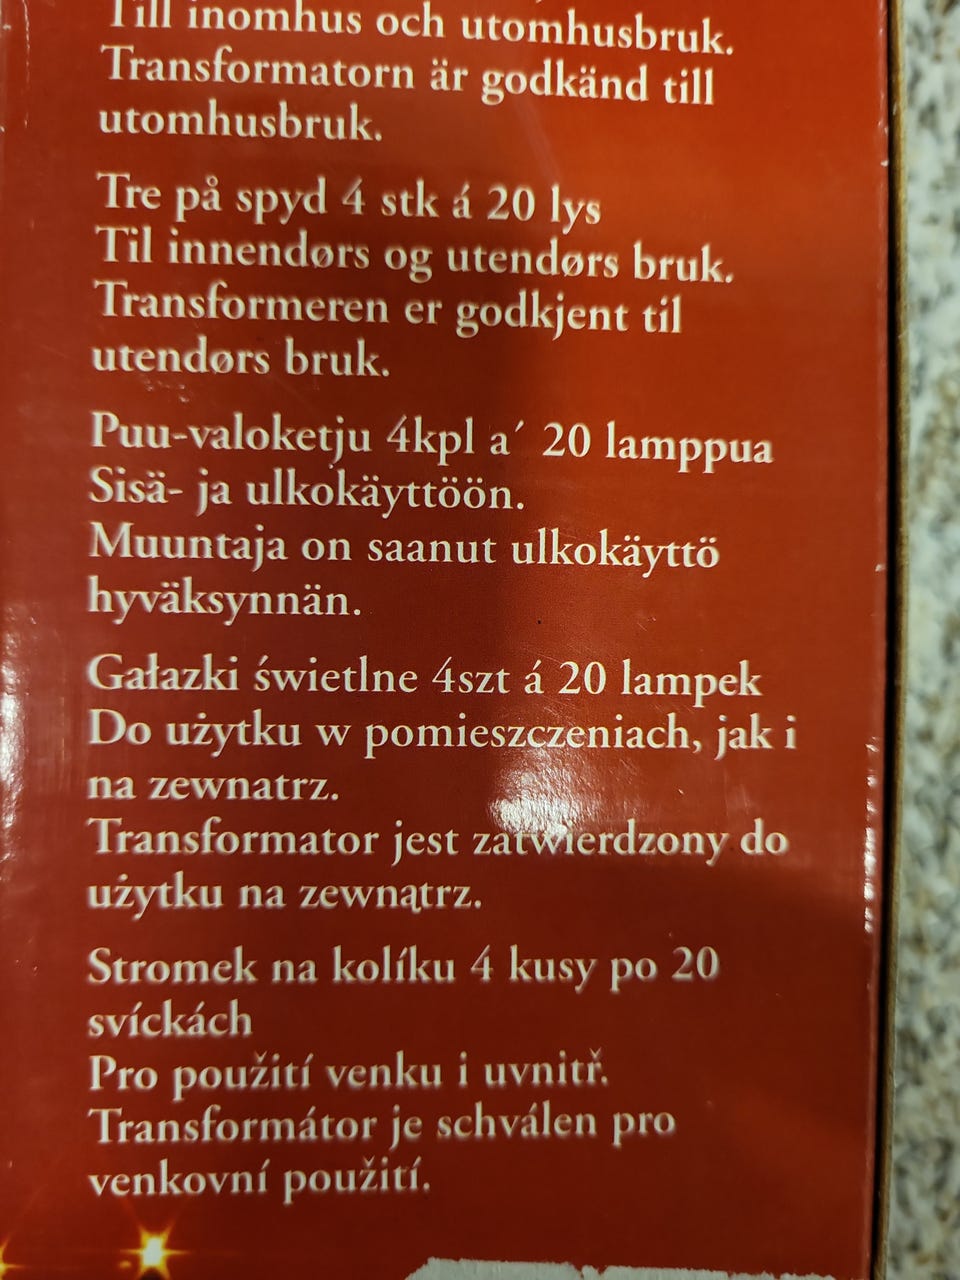 Till inomhus och utomhusbruk.
Transformatorn är godkänd till
utomhusbruk.
Tre på spyd 4 stk á 20 lys
Til innendørs og utendørs bruk.
Transformeren er godkjent til
utendørs bruk.
Puu-valoketju 4kpl a´ 20 lamppua
Sisä- ja ulkokäyttöön.
Muuntaja on saanut ulkokäyttö
hyväksynnän.
Gałazki świetlne 4szt á 20 lampek
Do użytku w pomieszczeniach, jak i
na zewnatrz.
Transformator jest zatwierdzony do
użytku na zewnątrz.
Stromek na kolíku 4 kusy po 20
svíckách
Pro použití venku i uvnitř.
Transformátor je schválen pro
venkovní použití.